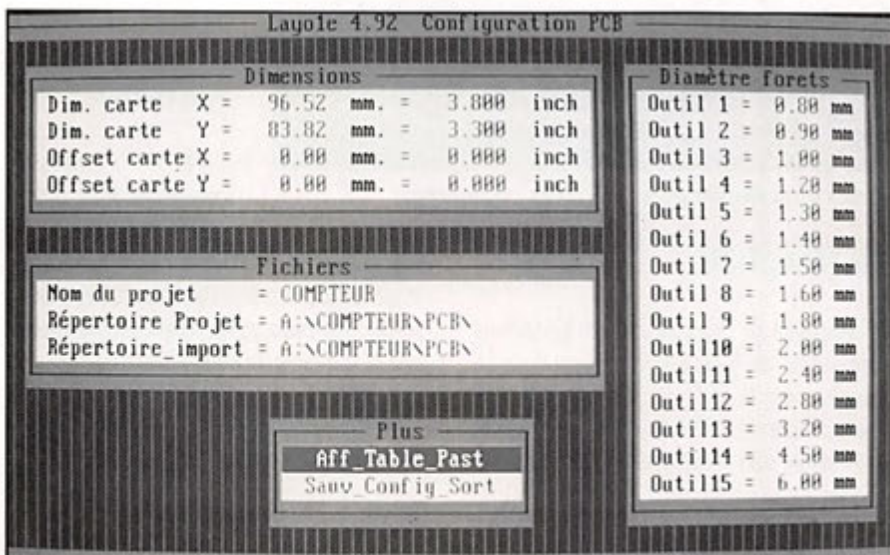 Layo1e 4.92 Configuration PCB
Dimensions
Dim. carte X = 96.52 mm. = 3.800 inch
Dim. carte Y = 83.82 mm. = 3.300 inch
Offset carte X = 0.00 mm. = 0.000 inch
Offset carte Y = 0.00 mm. = 0.000 inch
Fichiers
Nom du projet = COMPTEUR
Répertoire Projet = A:\COMPTEUR\PCB\
Répertoire_import = A:\COMPTEUR\PCB\
Plus
Aff_Table_Past
Sauv_Config_Sort
Diamètre forets
Outil 1 = 0.80 mm
Outil 2 = 0.90 mm
Outil 3 = 1.00 mm
Outil 4 = 1.20 mm
Outil 5 = 1.30 mm
Outil 6 = 1.40 mm
Outil 7 = 1.50 mm
Outil 8 = 1.60 mm
Outil 9 = 1.80 mm
Outil10 = 2.00 mm
Outil11 = 2.40 mm
Outil12 = 2.80 mm
Outil13 = 3.20 mm
Outil14 = 4.50 mm
Outil15 = 6.00 mm